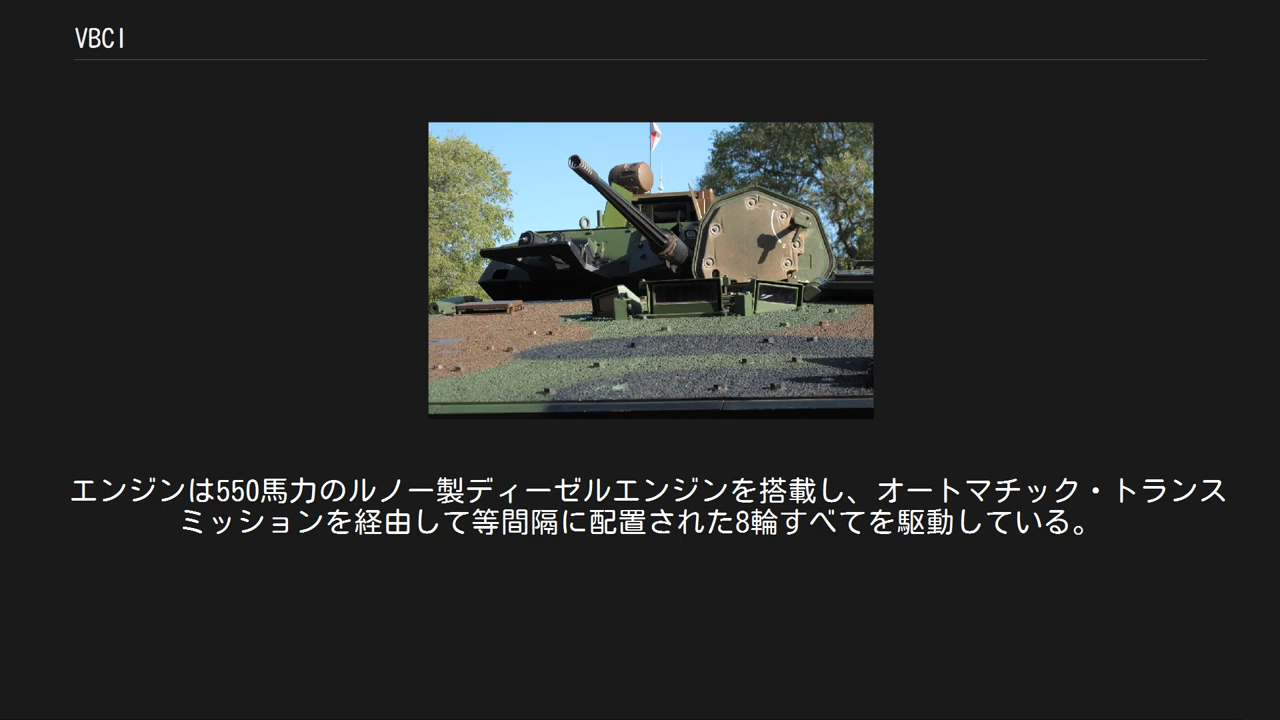 VBCI
エンジンは550馬力のルノー製ディーゼルエンジンを搭載し、オートマチック・トランス
ミッションを経由して等間隔に配置された8輪すべてを駆動している。